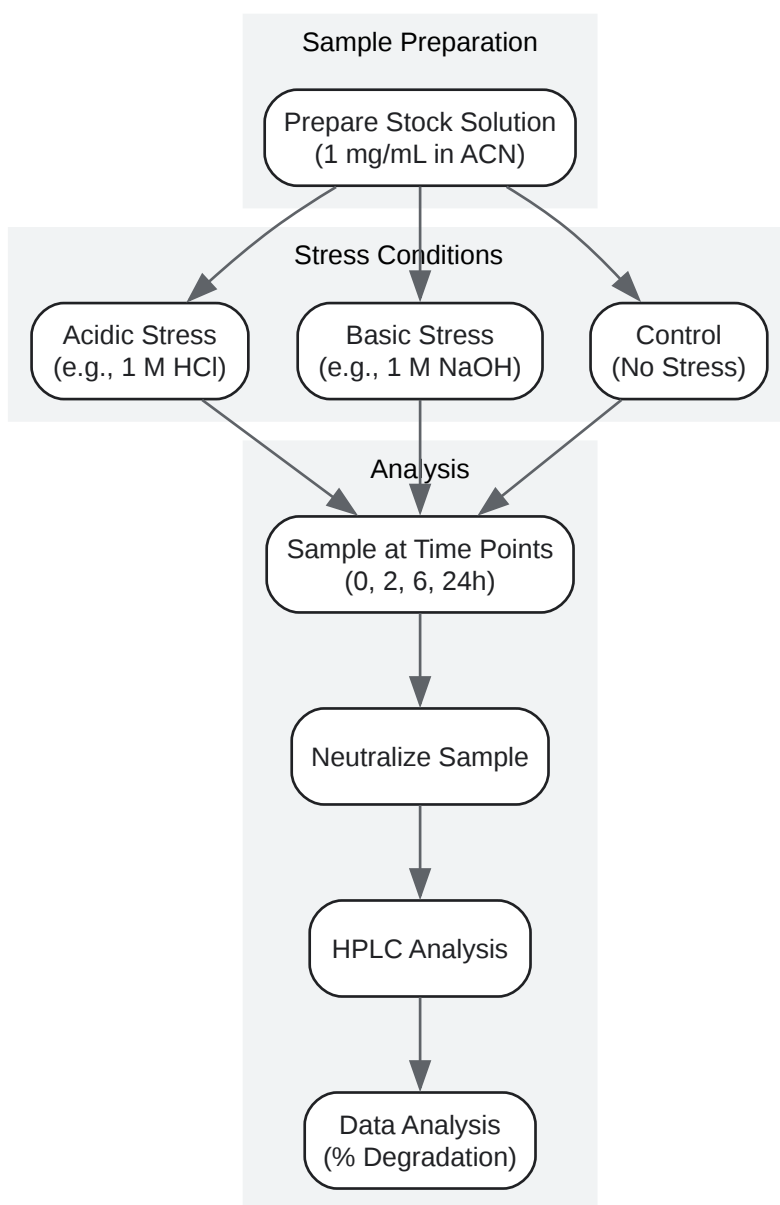 Sample Preparation
Prepare Stock Solution
(1 mg/mL in ACN)
Stress Conditions
Acidic Stress
(e.g., 1 M HCl)
Basic Stress
(e.g., 1 M NaOH)
Control
(No Stress)
Analysis
Sample at Time Points
(0, 2, 6, 24h)
Neutralize Sample
HPLC Analysis
Data Analysis
(% Degradation)